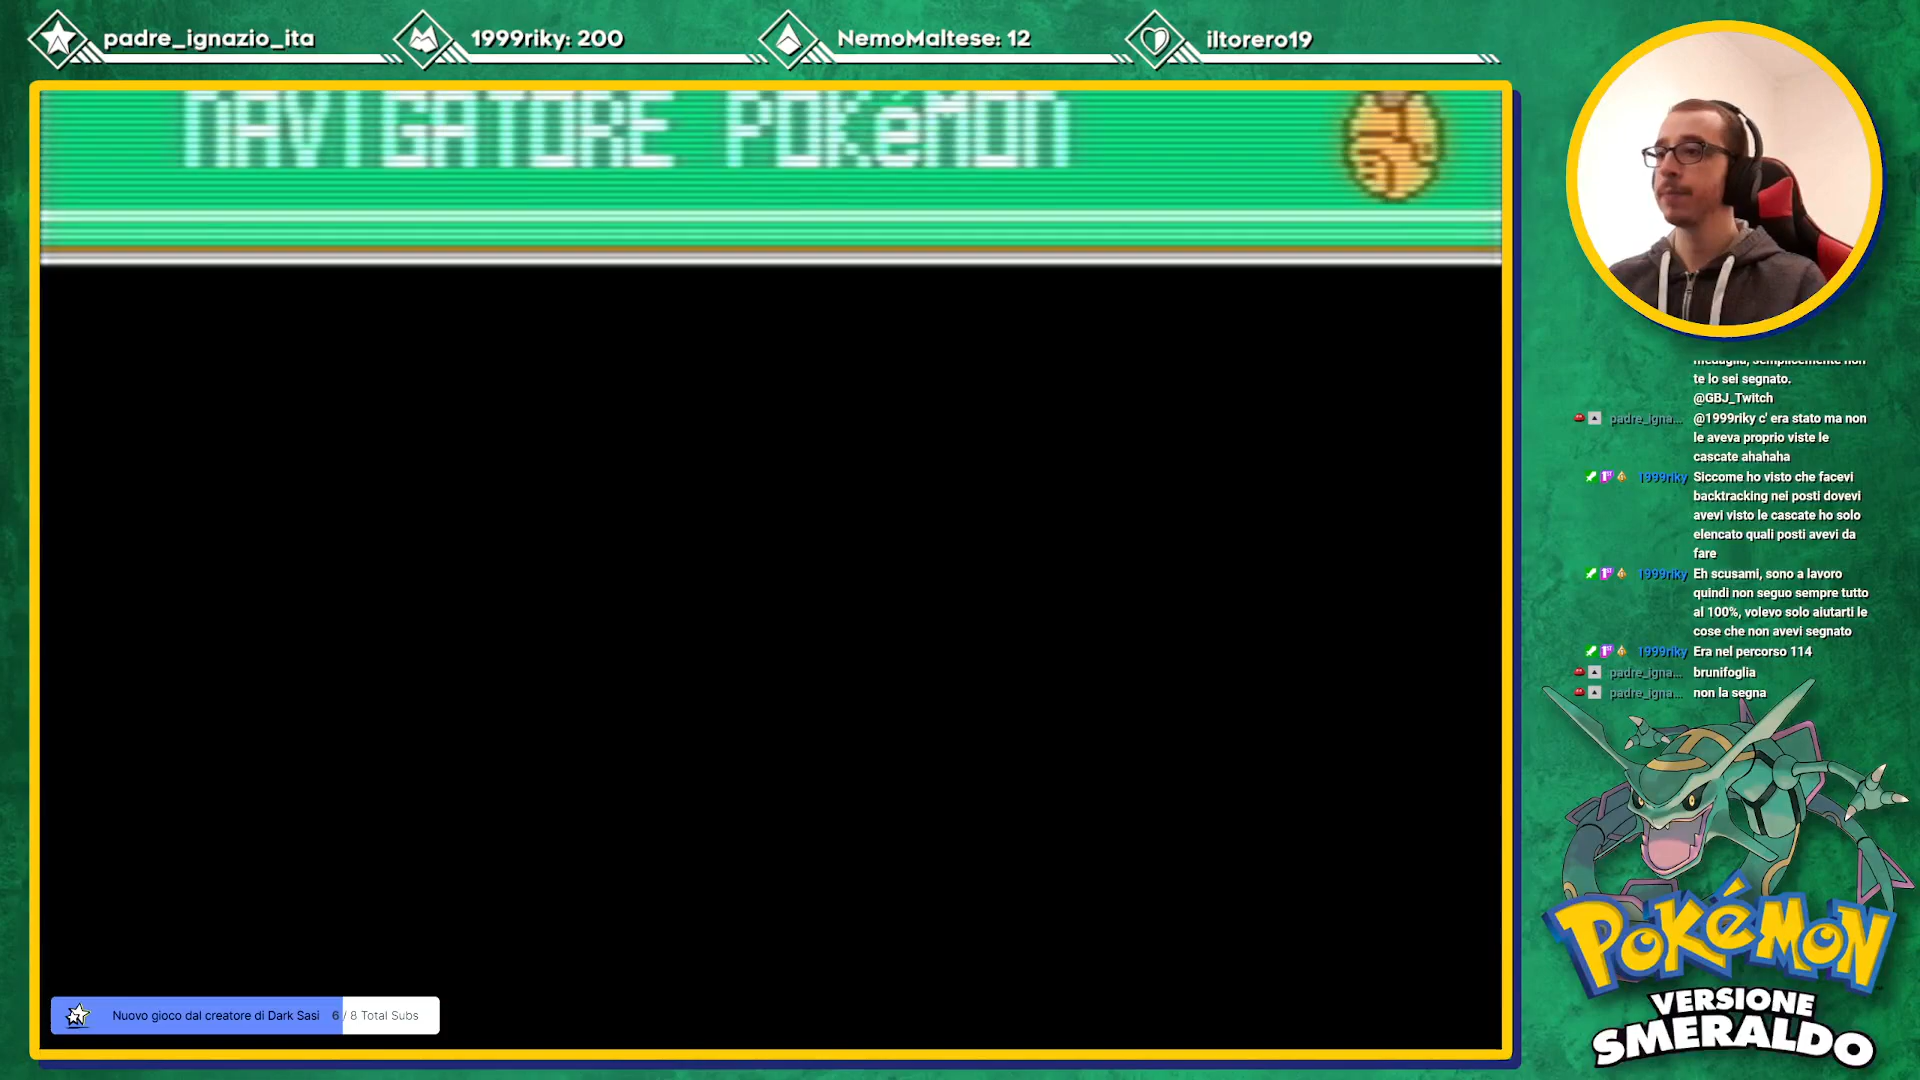 padre_ignazio_ita
1999riky: 200
NemoMaltese: 12
iltorero19
NAVIGATORE POKéMON
medaglia, semplicemente non
te lo sei segnato.
@GBJ_Twitch
padre_igna... @1999riky c' era stato ma non
le aveva proprio viste le
cascate ahahaha
1999riky Siccome ho visto che facevi
backtracking nei posti dovevi
avevi visto le cascate ho solo
elencato quali posti avevi da
fare
1999riky Eh scusami, sono a lavoro
quindi non seguo sempre tutto
al 100%, volevo solo aiutarti le
cose che non avevi segnato
1999riky Era nel percorso 114
padre_igna... brunifoglia
padre_igna... non la segna
POKéMON
VERSIONE
SMERALDO
Nuovo gioco dal creatore di Dark Sasi 6 / 8 Total Subs